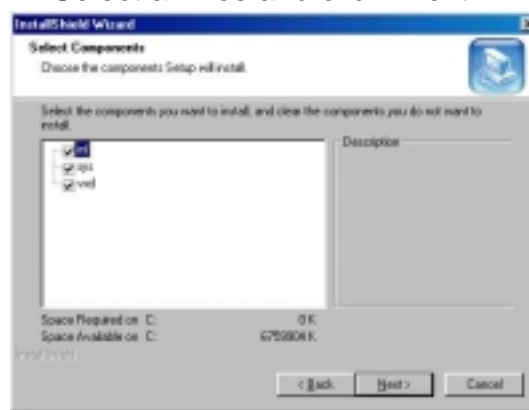 InstallShield Wizard
Select Components
Choose the components Setup will install.
Select the components you want to install, and clear the components you do not want to
install.
inf
sys
vxd
Description
Space Required on C: 0 K
Space Available on C: 6759804 K
InstallShield
< Back
Next >
Cancel